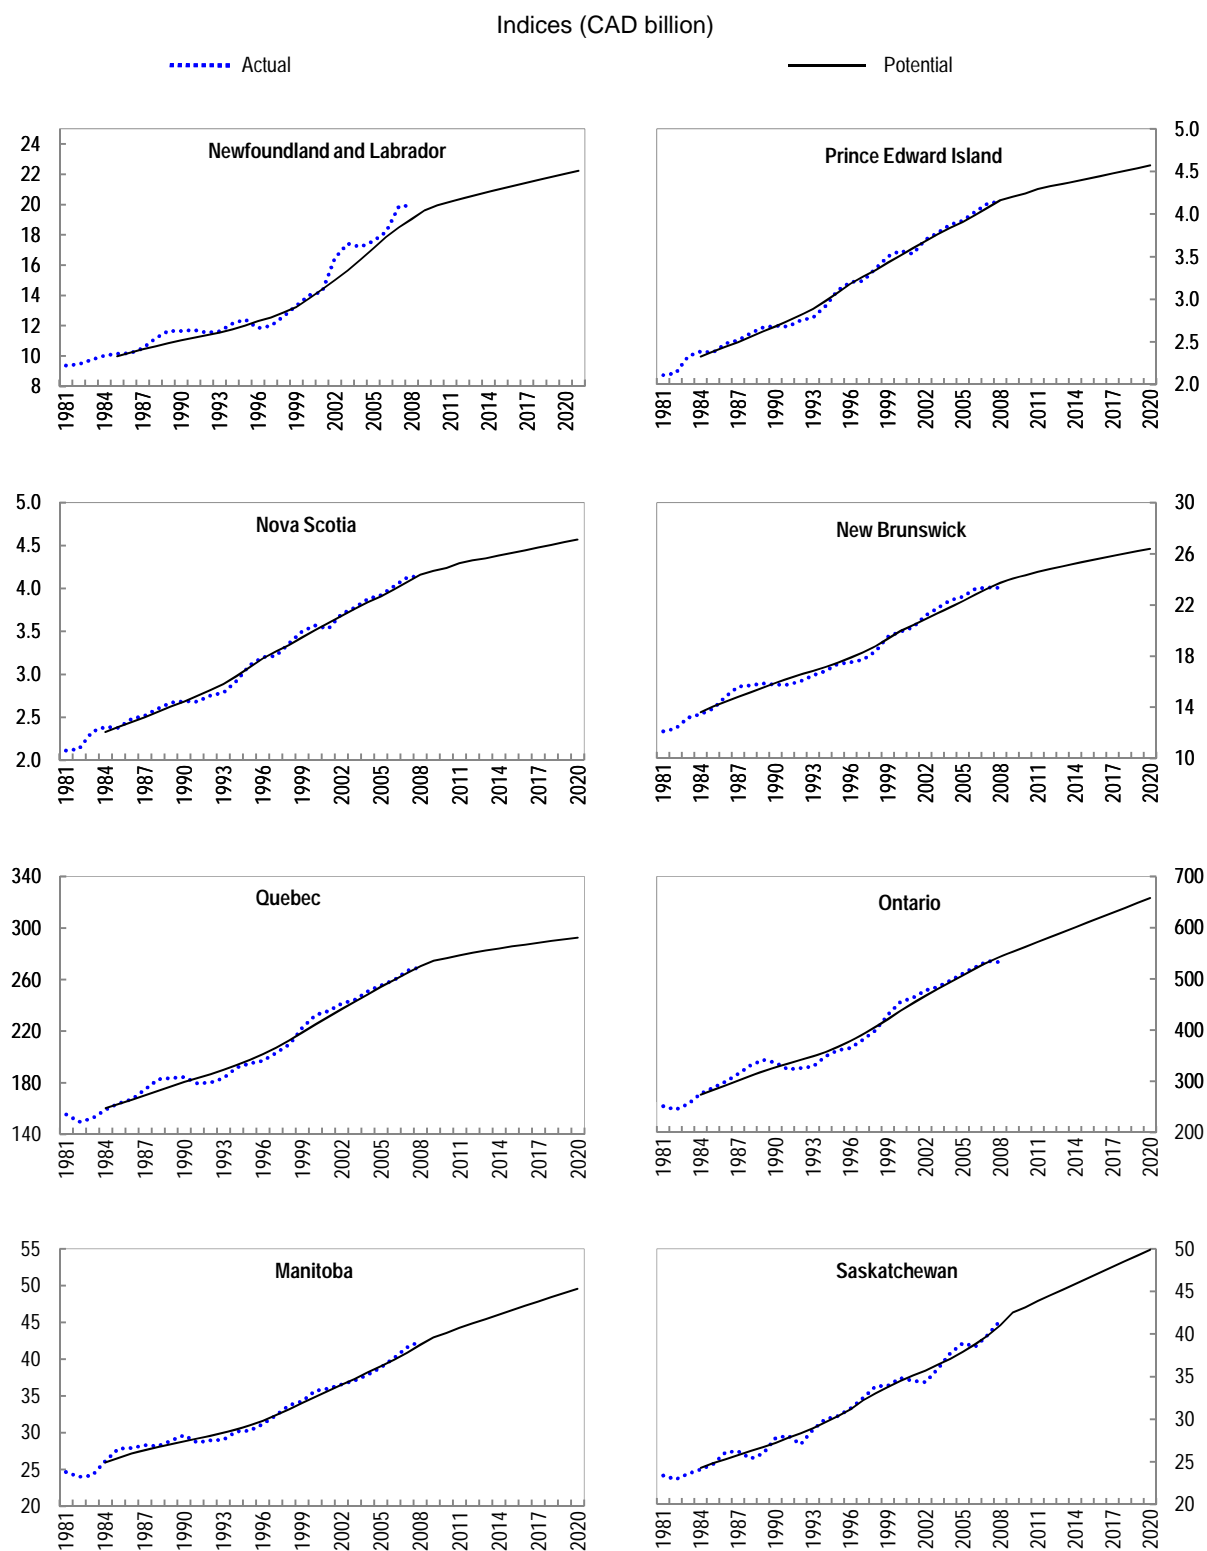 Indices (CAD billion)
Actual
Potential
Newfoundland and Labrador
24
22
20
18
16
14
12
10
8
1981 1984 1987 1990 1993 1996 1999 2002 2005 2008 2011 2014 2017 2020
Prince Edward Island
5.0
4.5
4.0
3.5
3.0
2.5
2.0
1981 1984 1987 1990 1993 1996 1999 2002 2005 2008 2011 2014 2017 2020
Nova Scotia
5.0
4.5
4.0
3.5
3.0
2.5
2.0
1981 1984 1987 1990 1993 1996 1999 2002 2005 2008 2011 2014 2017 2020
New Brunswick
30
26
22
18
14
10
1981 1984 1987 1990 1993 1996 1999 2002 2005 2008 2011 2014 2017 2020
Quebec
340
300
260
220
180
140
1981 1984 1987 1990 1993 1996 1999 2002 2005 2008 2011 2014 2017 2020
Ontario
700
600
500
400
300
200
1981 1984 1987 1990 1993 1996 1999 2002 2005 2008 2011 2014 2017 2020
Manitoba
55
50
45
40
35
30
25
20
1981 1984 1987 1990 1993 1996 1999 2002 2005 2008 2011 2014 2017 2020
Saskatchewan
50
45
40
35
30
25
20
1981 1984 1987 1990 1993 1996 1999 2002 2005 2008 2011 2014 2017 2020